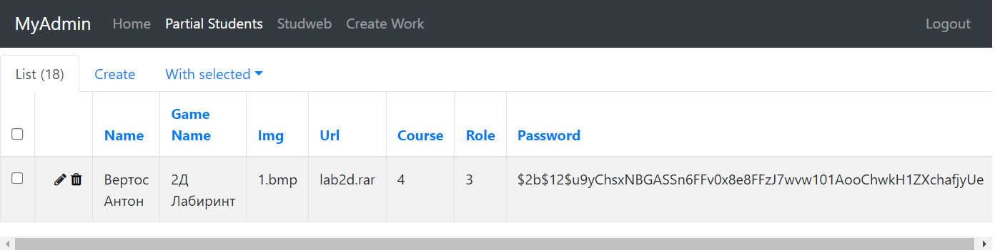 MyAdmin Home Partial Students Studweb Create Work Logout
List (18) Create With selected
Game
Name Name Img Url Course Role Password
Вертос 2Д 1.bmp lab2d.rar 4 3 $2b$12$u9yChsxNBGASSn6FFv0x8e8FFzJ7wvw101AooChwkH1ZXchafjyUe
Антон Лабиринт